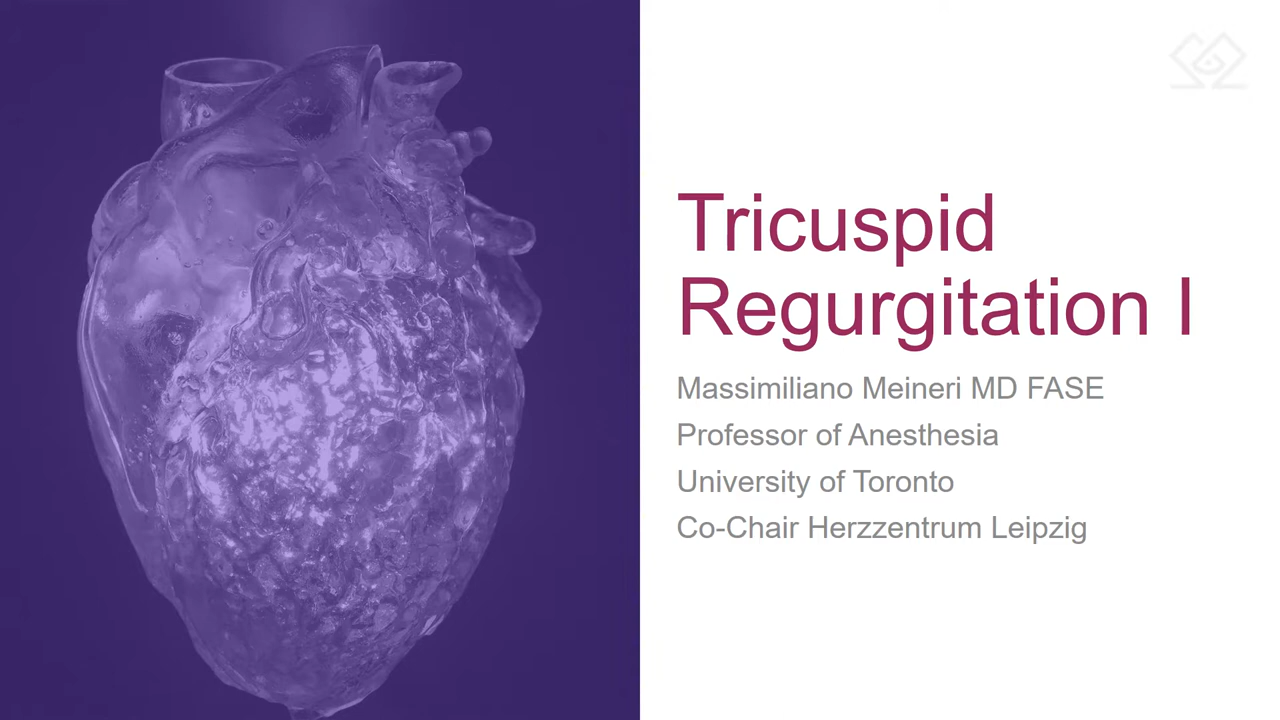 Tricuspid
Regurgitation I
Massimiliano Meineri MD FASE
Professor of Anesthesia
University of Toronto
Co-Chair Herzzentrum Leipzig